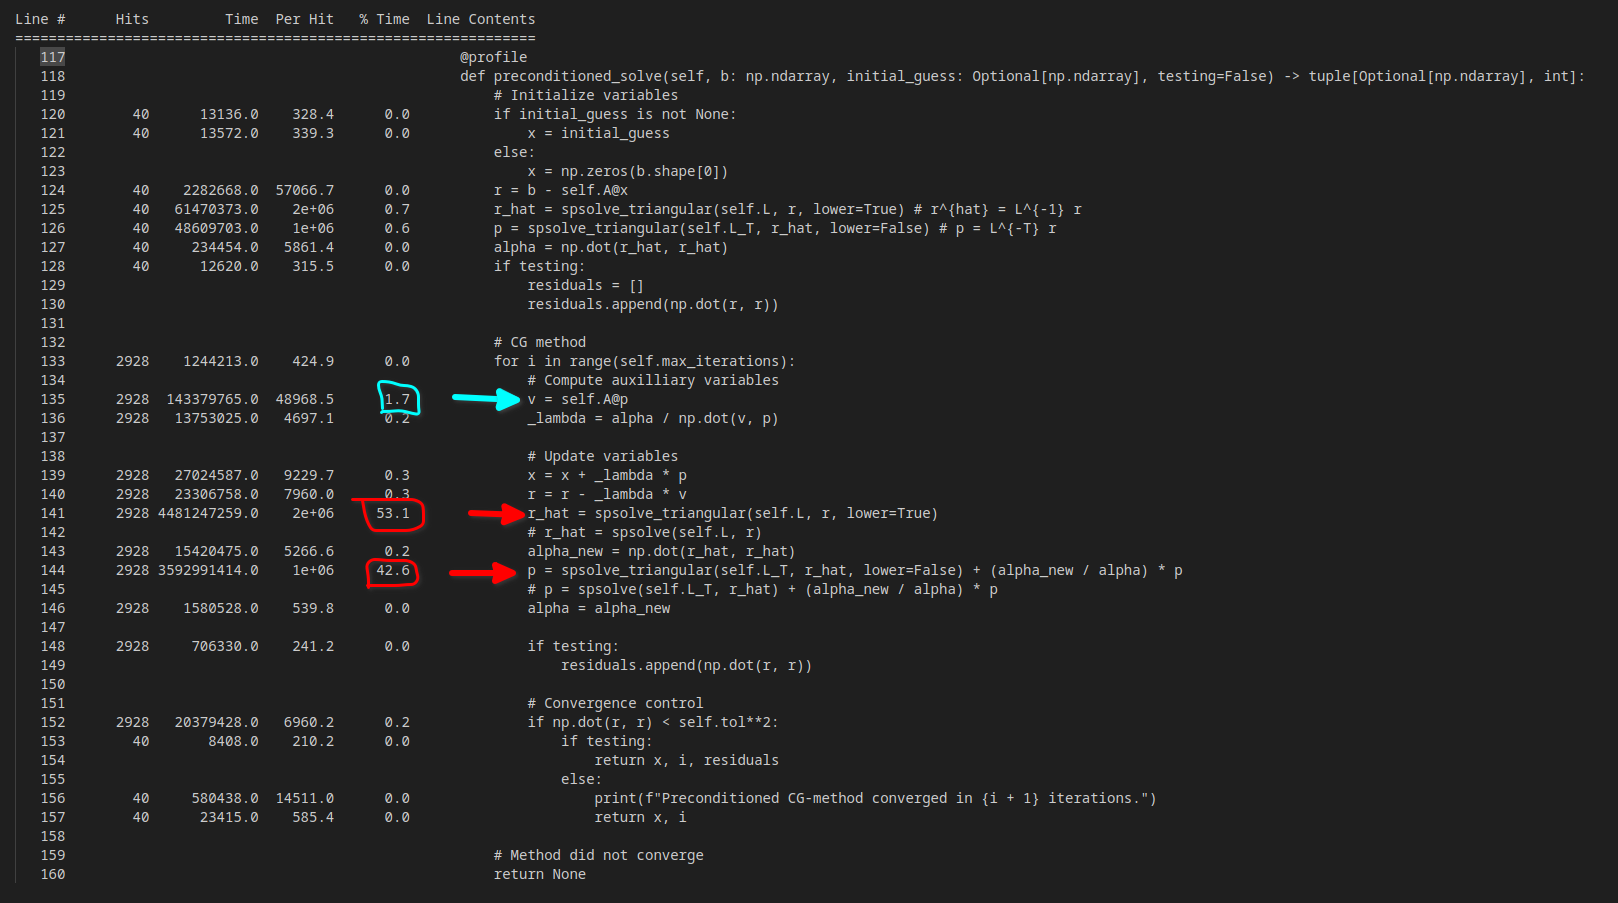 Line # Hits Time Per Hit % Time Line Contents
==============================================================
117 @profile
118 def preconditioned_solve(self, b: np.ndarray, initial_guess: Optional[np.ndarray], testing=False) -> tuple[Optional[np.ndarray], int]:
119 # Initialize variables
120 40 13136.0 328.4 0.0 if initial_guess is not None:
121 40 13572.0 339.3 0.0 x = initial_guess
122 else:
123 x = np.zeros(b.shape[0])
124 40 2282668.0 57066.7 0.0 r = b - self.A@x
125 40 61470373.0 2e+06 0.7 r_hat = spsolve_triangular(self.L, r, lower=True) # r^{hat} = L^{-1} r
126 40 48609703.0 1e+06 0.6 p = spsolve_triangular(self.L_T, r_hat, lower=False) # p = L^{-T} r
127 40 234454.0 5861.4 0.0 alpha = np.dot(r_hat, r_hat)
128 40 12620.0 315.5 0.0 if testing:
129 residuals = []
130 residuals.append(np.dot(r, r))
131
132 # CG method
133 2928 1244213.0 424.9 0.0 for i in range(self.max_iterations):
134 # Compute auxilliary variables
135 2928 143379765.0 48968.5 1.7 v = self.A@p
136 2928 13753025.0 4697.1 0.2 _lambda = alpha / np.dot(v, p)
137
138 # Update variables
139 2928 27024587.0 9229.7 0.3 x = x + _lambda * p
140 2928 23306758.0 7960.0 0.3 r = r - _lambda * v
141 2928 4481247259.0 2e+06 53.1 r_hat = spsolve_triangular(self.L, r, lower=True)
142 # r_hat = spsolve(self.L, r)
143 2928 15420475.0 5266.6 0.2 alpha_new = np.dot(r_hat, r_hat)
144 2928 3592991414.0 1e+06 42.6 p = spsolve_triangular(self.L_T, r_hat, lower=False) + (alpha_new / alpha) * p
145 # p = spsolve(self.L_T, r_hat) + (alpha_new / alpha) * p
146 2928 1580528.0 539.8 0.0 alpha = alpha_new
147
148 2928 706330.0 241.2 0.0 if testing:
149 residuals.append(np.dot(r, r))
150
151 # Convergence control
152 2928 20379428.0 6960.2 0.2 if np.dot(r, r) < self.tol**2:
153 40 8408.0 210.2 0.0 if testing:
154 return x, i, residuals
155 else:
156 40 580438.0 14511.0 0.0 print(f"Preconditioned CG-method converged in {i + 1} iterations.")
157 40 23415.0 585.4 0.0 return x, i
158
159 # Method did not converge
160 return None